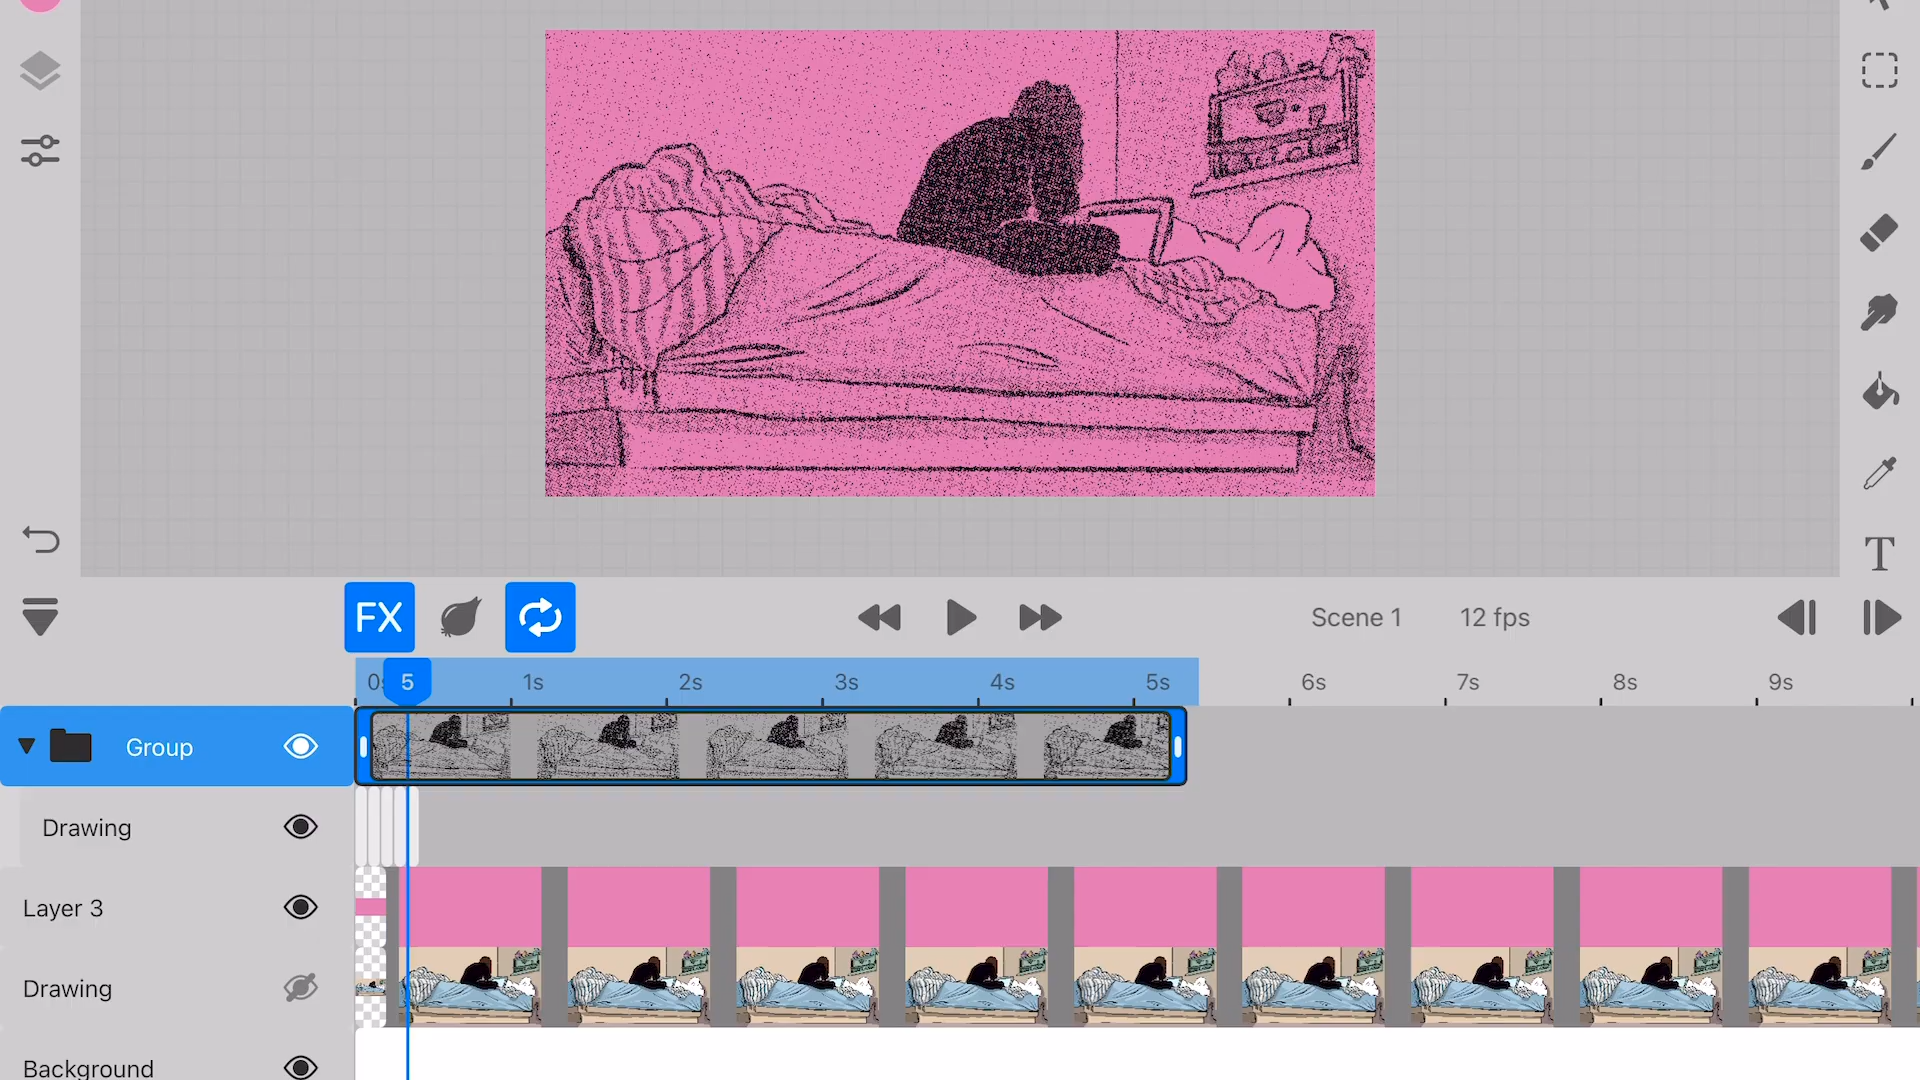 T
FX
Scene 1 12 fps
5 1s 2s 3s 4s 5s 6s 7s 8s 9s
Group
Drawing
Layer 3
Drawing
Background